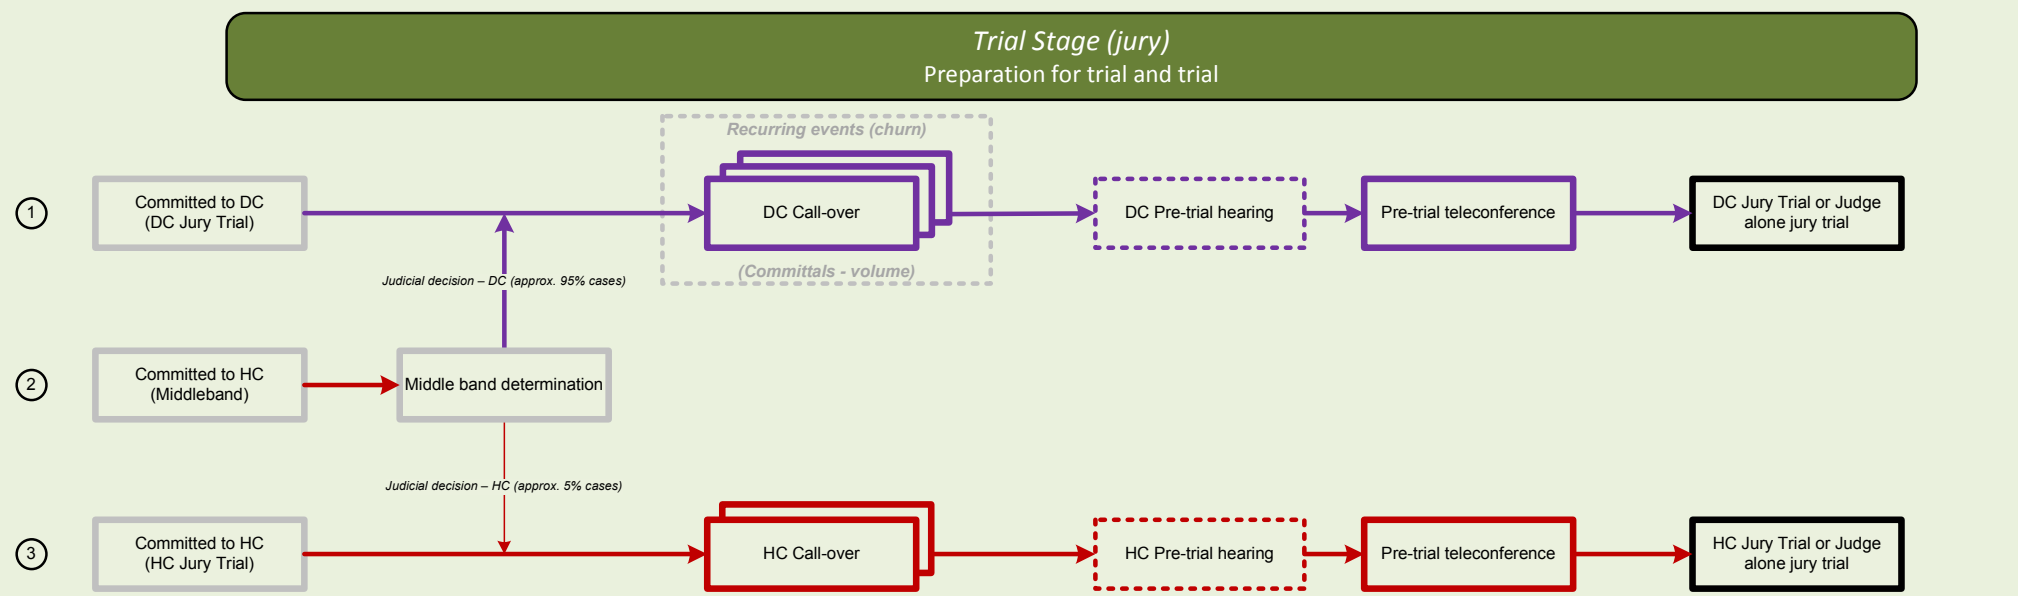 Trial Stage (jury)
Preparation for trial and trial
Recurring events (churn)
1
Committed to DC
(DC Jury Trial)
DC Call-over
DC Pre-trial hearing
Pre-trial teleconference
DC Jury Trial or Judge
alone jury trial
(Committals - volume)
Judicial decision – DC (approx. 95% cases)
2
Committed to HC
(Middleband)
Middle band determination
Judicial decision – HC (approx. 5% cases)
3
Committed to HC
(HC Jury Trial)
HC Call-over
HC Pre-trial hearing
Pre-trial teleconference
HC Jury Trial or Judge
alone jury trial